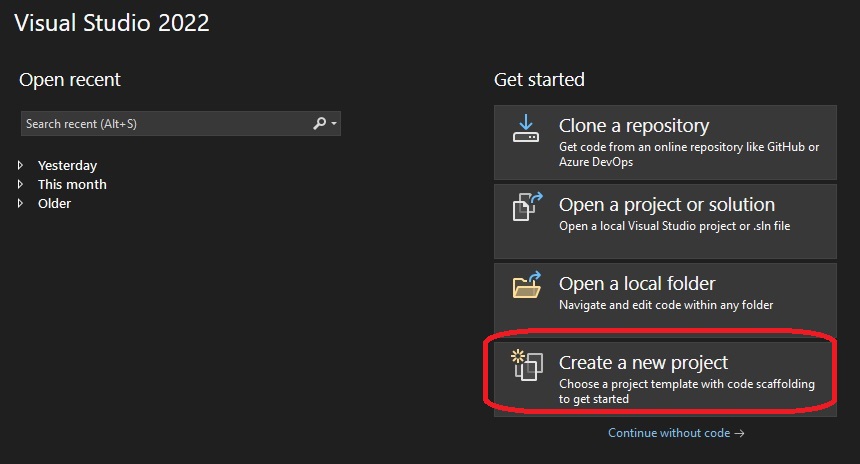 Visual Studio 2022
Open recent
Search recent (Alt+S)
Yesterday
This month
Older
Get started
Clone a repository
Get code from an online repository like GitHub or
Azure DevOps
Open a project or solution
Open a local Visual Studio project or .sln file
Open a local folder
Navigate and edit code within any folder
Create a new project
Choose a project template with code scaffolding
to get started
Continue without code →